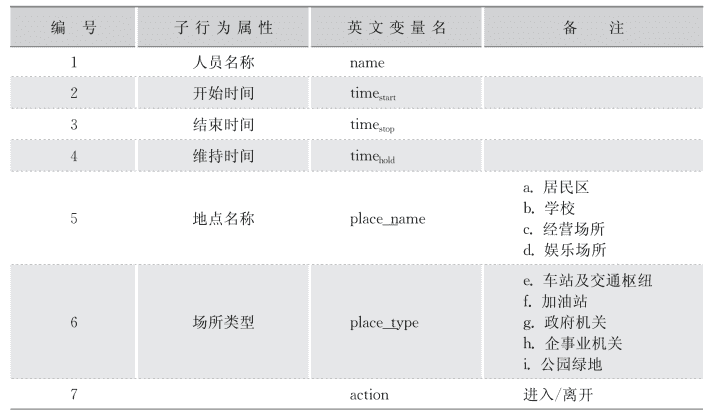 编 号 子行为属性 英文变量名 备 注
1 人员名称 name
2 开始时间 timestart
3 结束时间 timestop
4 维持时间 timehold
5 地点名称 place_name
a. 居民区
b. 学校
c. 经营场所
d. 娱乐场所
6 场所类型 place_type
e. 车站及交通枢纽
f. 加油站
g. 政府机关
h. 企事业机关
i. 公园绿地
7 action 进入/离开